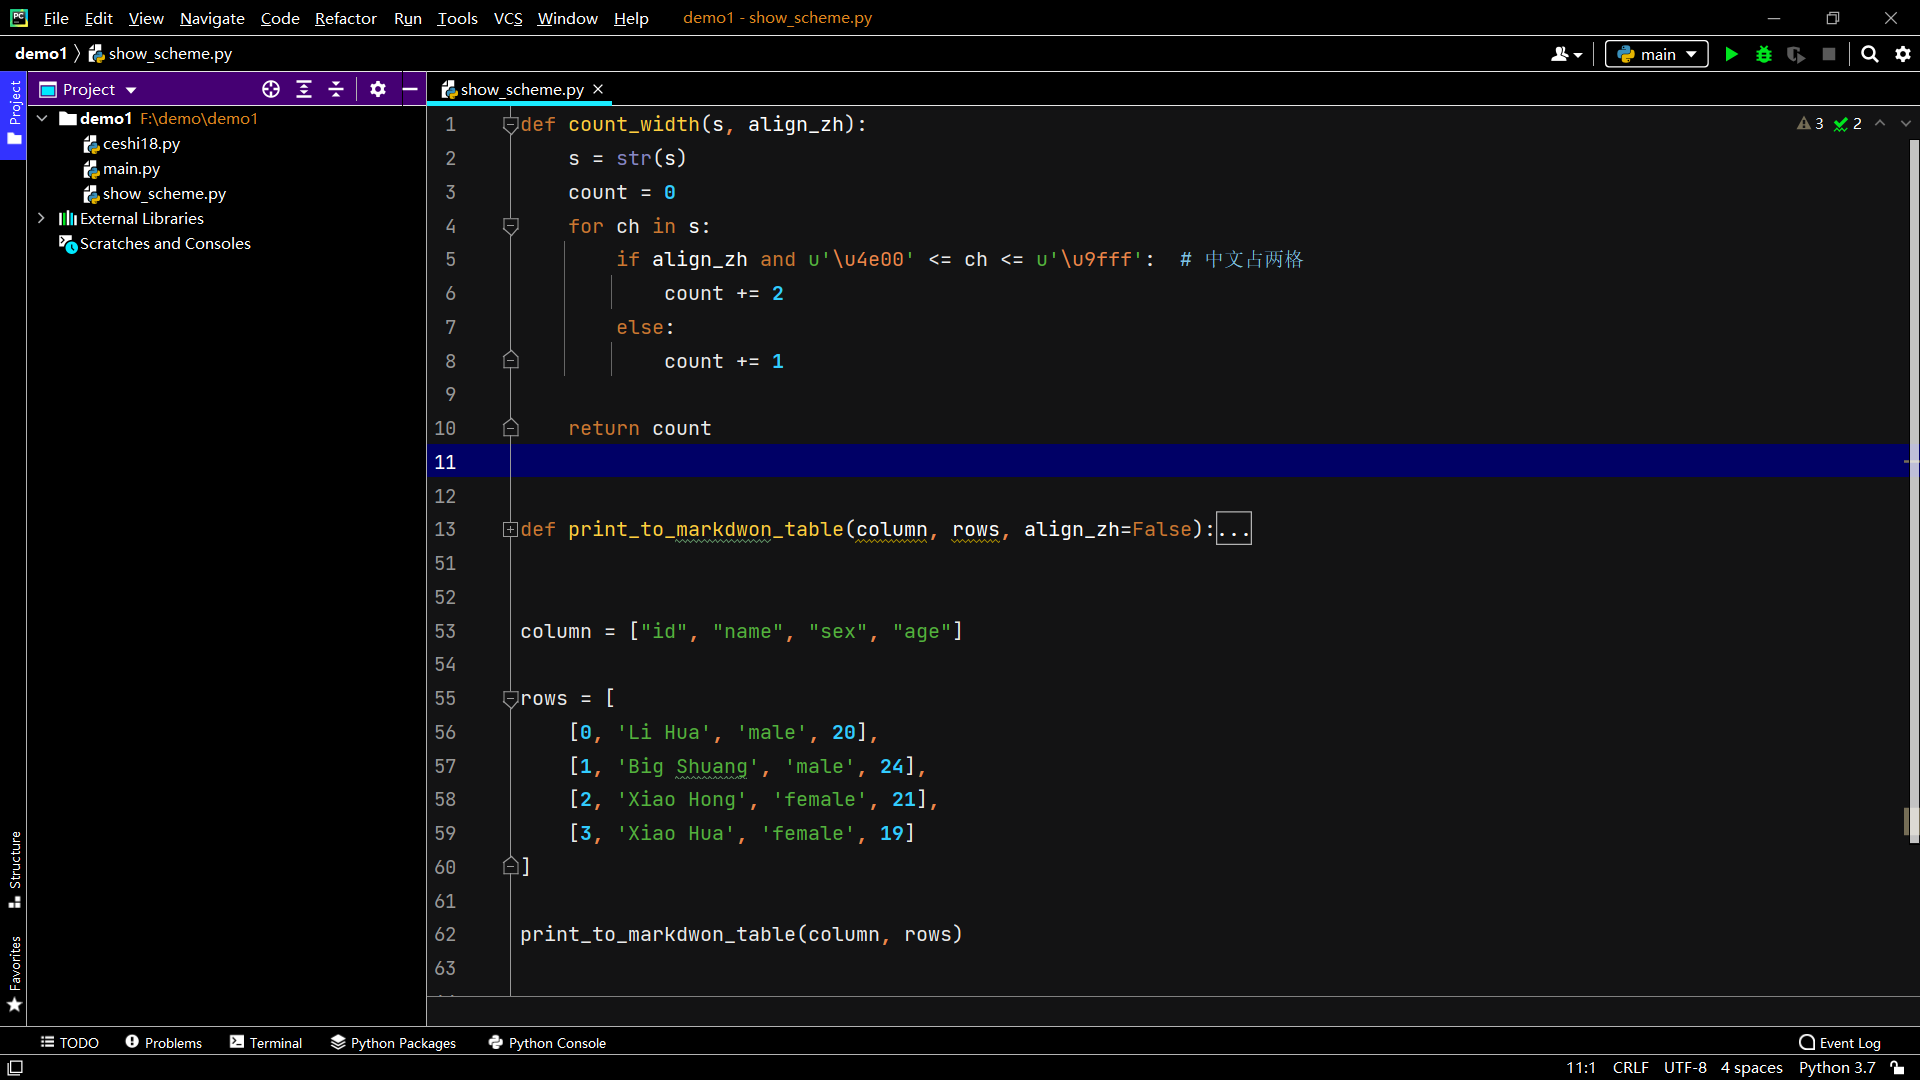 File Edit View Navigate Code Refactor Run Tools VCS Window Help demo1 - show_scheme.py
demo1 show_scheme.py main
Project
Project
show_scheme.py
demo1 F:\demo\demo1
ceshi18.py
main.py
show_scheme.py
External Libraries
Scratches and Consoles
Structure
Favorites
3 2
1 def count_width(s, align_zh):
2 s = str(s)
3 count = 0
4 for ch in s:
5 if align_zh and u'\u4e00' <= ch <= u'\u9fff': # 中文占两格
6 count += 2
7 else:
8 count += 1
9
10 return count
11
12
13 def print_to_markdwon_table(column, rows, align_zh=False):...
51
52
53 column = ["id", "name", "sex", "age"]
54
55 rows = [
56 [0, 'Li Hua', 'male', 20],
57 [1, 'Big Shuang', 'male', 24],
58 [2, 'Xiao Hong', 'female', 21],
59 [3, 'Xiao Hua', 'female', 19]
60 ]
61
62 print_to_markdwon_table(column, rows)
63
TODO Problems Terminal Python Packages Python Console Event Log
11:1 CRLF UTF-8 4 spaces Python 3.7